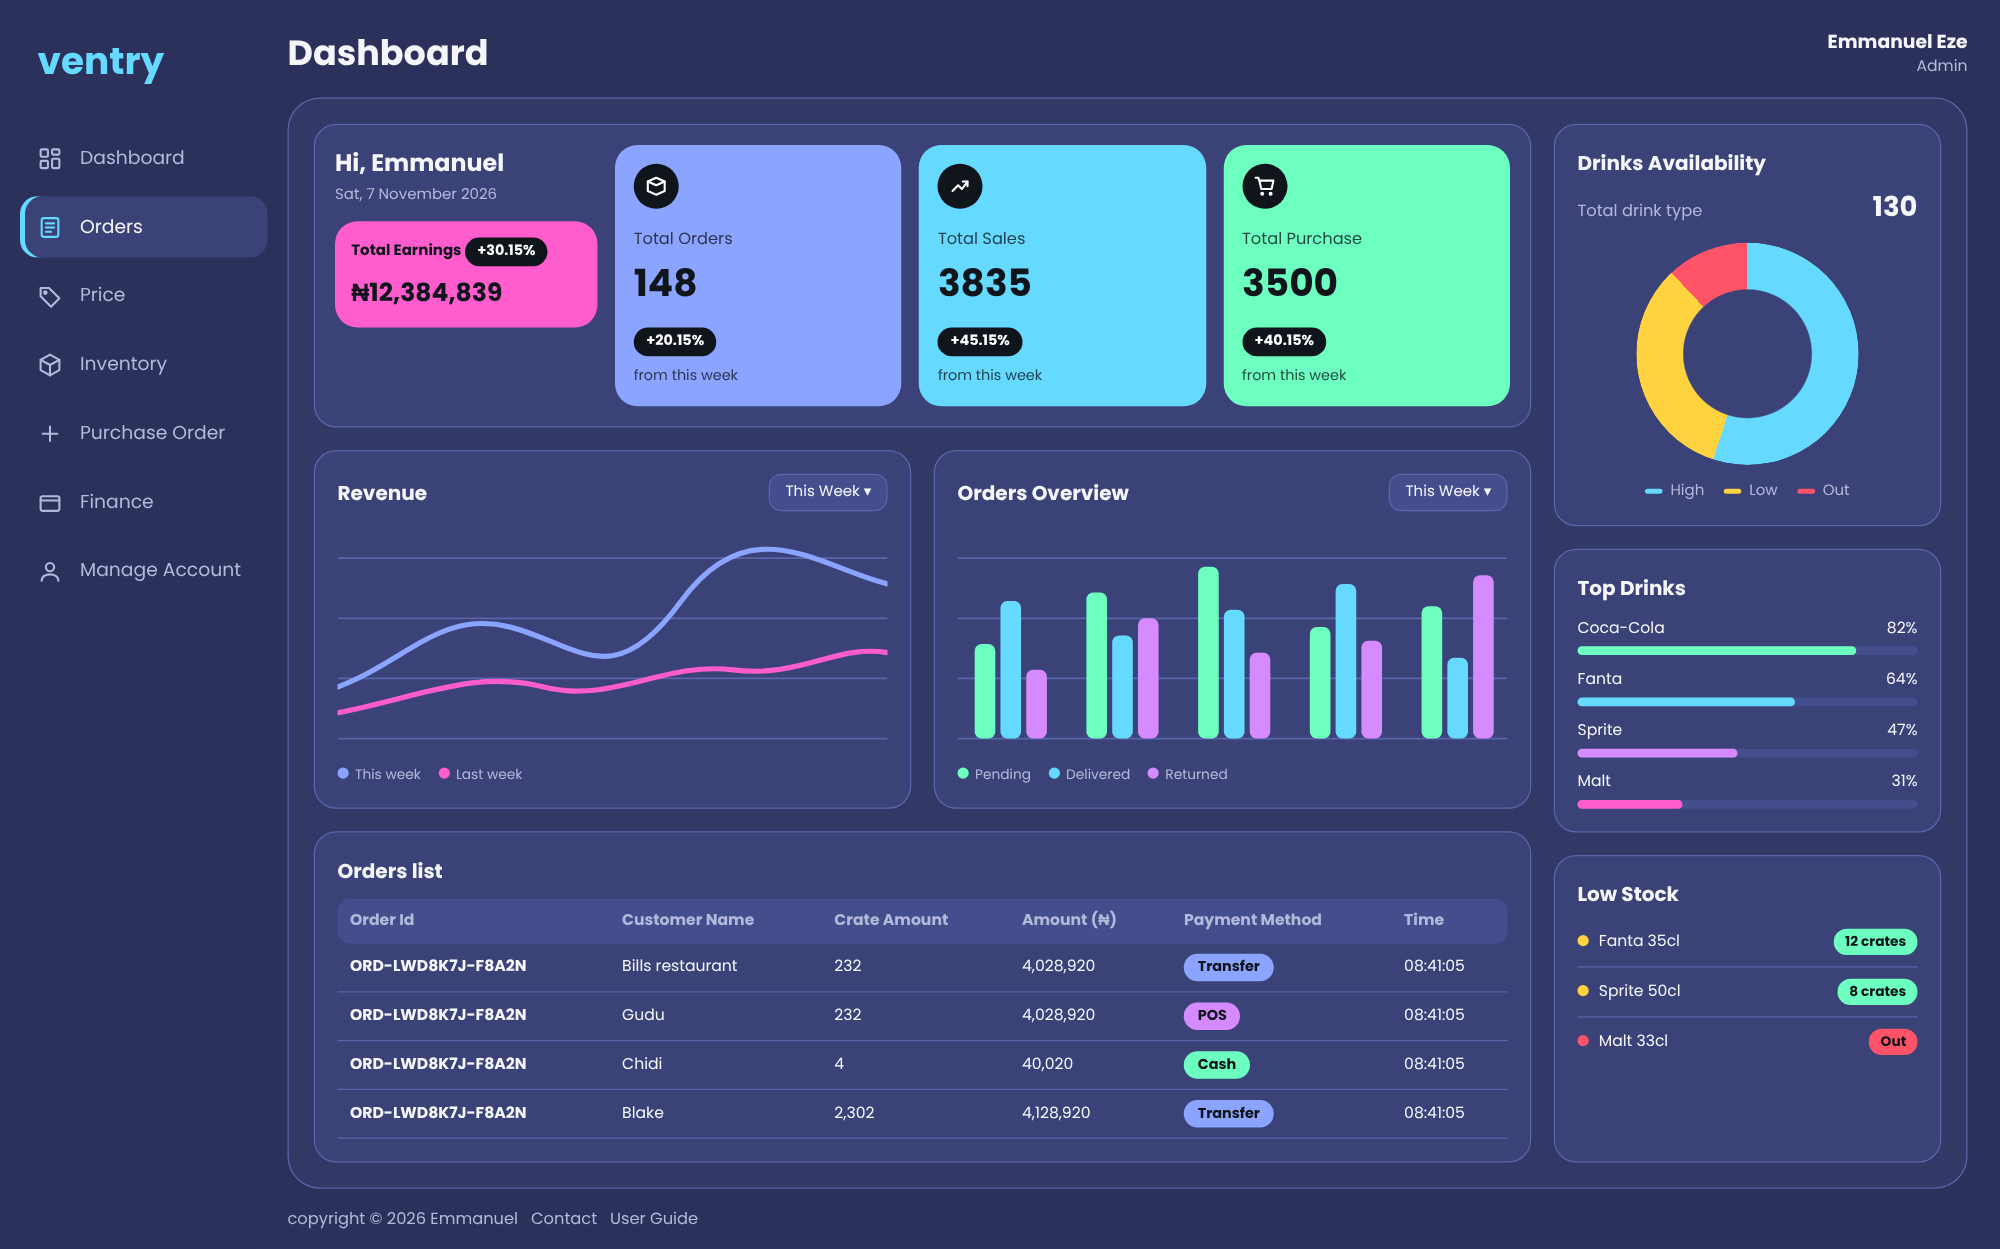 ventry
Dashboard
Orders
Price
Inventory
Purchase Order
Finance
Manage Account
Dashboard
Emmanuel Eze
Admin
Hi, Emmanuel
Sat, 7 November 2026
Total Earnings +30.15%
₦12,384,839
Total Orders
148
+20.15%
from this week
Total Sales
3835
+45.15%
from this week
Total Purchase
3500
+40.15%
from this week
Revenue
This Week ▾
This week Last week
Orders Overview
This Week ▾
Pending Delivered Returned
Orders list
Order Id Customer Name Crate Amount Amount (₦) Payment Method Time
ORD-LWD8K7J-F8A2N Bills restaurant 232 4,028,920 Transfer 08:41:05
ORD-LWD8K7J-F8A2N Gudu 232 4,028,920 POS 08:41:05
ORD-LWD8K7J-F8A2N Chidi 4 40,020 Cash 08:41:05
ORD-LWD8K7J-F8A2N Blake 2,302 4,128,920 Transfer 08:41:05
Drinks Availability
Total drink type 130
High Low Out
Top Drinks
Coca-Cola 82%
Fanta 64%
Sprite 47%
Malt 31%
Low Stock
Fanta 35cl 12 crates
Sprite 50cl 8 crates
Malt 33cl Out
copyright © 2026 Emmanuel Contact User Guide